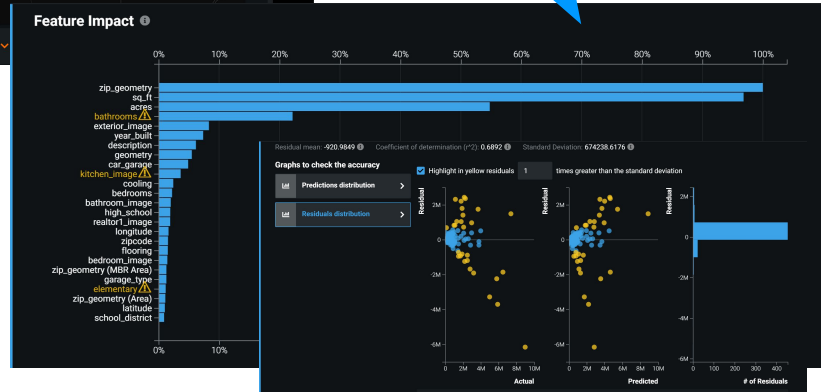 Feature Impact
0% 10% 20% 30% 40% 50% 60% 70% 80% 90% 100%
zip_geometry
sq_ft
acres
bathrooms
exterior_image
year_built
description
geometry
car_garage
kitchen_image
cooling
bedrooms
bathroom_image
high_school
realtor1_image
longitude
zipcode
flooring
bedroom_image
zip_geometry (MBR Area)
garage_type
elementary
zip_geometry (Area)
latitude
school_district
0% 10%
Residual mean: -920.9849 Coefficient of determination (r^2): 0.6892 Standard Deviation: 674238.6176
Graphs to check the accuracy
Predictions distribution
Residuals distribution
Highlight in yellow residuals 1 times greater than the standard deviation
Residual
2M
0
-2M
-4M
-6M
0 2M 4M 6M 8M 10M
Actual
Residual
2M
0
-2M
-4M
-6M
0 2M 4M 6M 8M 10M
Predicted
Residual
2M
0
-2M
-4M
-6M
0 100 200 300 400
# of Residuals